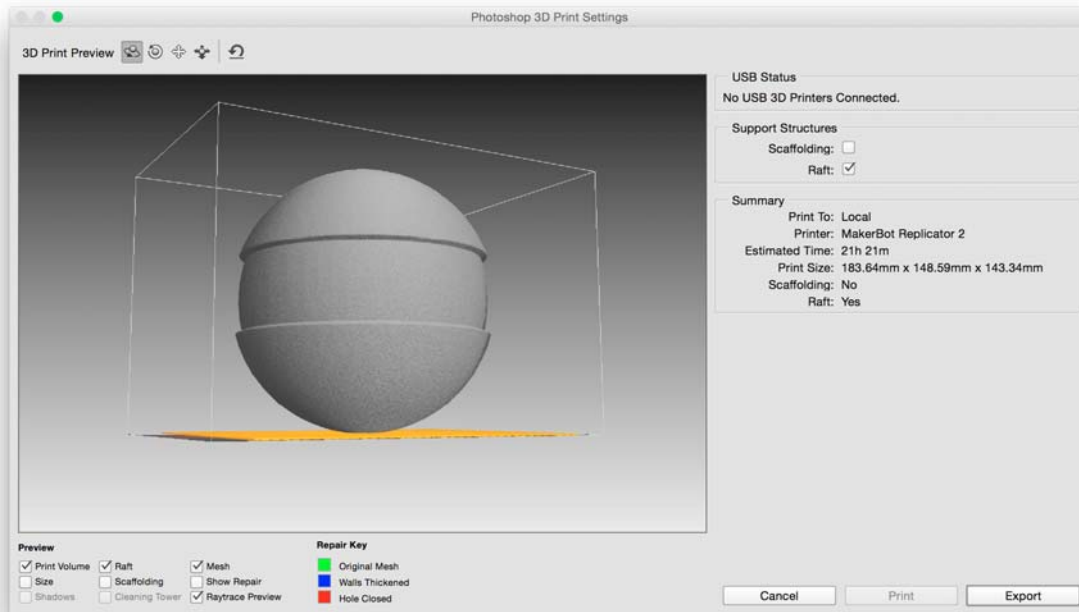 Photoshop 3D Print Settings
3D Print Preview
USB Status
No USB 3D Printers Connected.
Support Structures
Scaffolding:
Raft:
Summary
Print To: Local
Printer: MakerBot Replicator 2
Estimated Time: 21h 21m
Print Size: 183.64mm x 148.59mm x 143.34mm
Scaffolding: No
Raft: Yes
Preview
Print Volume Raft Mesh
Size Scaffolding Show Repair
Shadows Cleaning Tower Raytrace Preview
Repair Key
Original Mesh
Walls Thickened
Hole Closed
Cancel Print Export